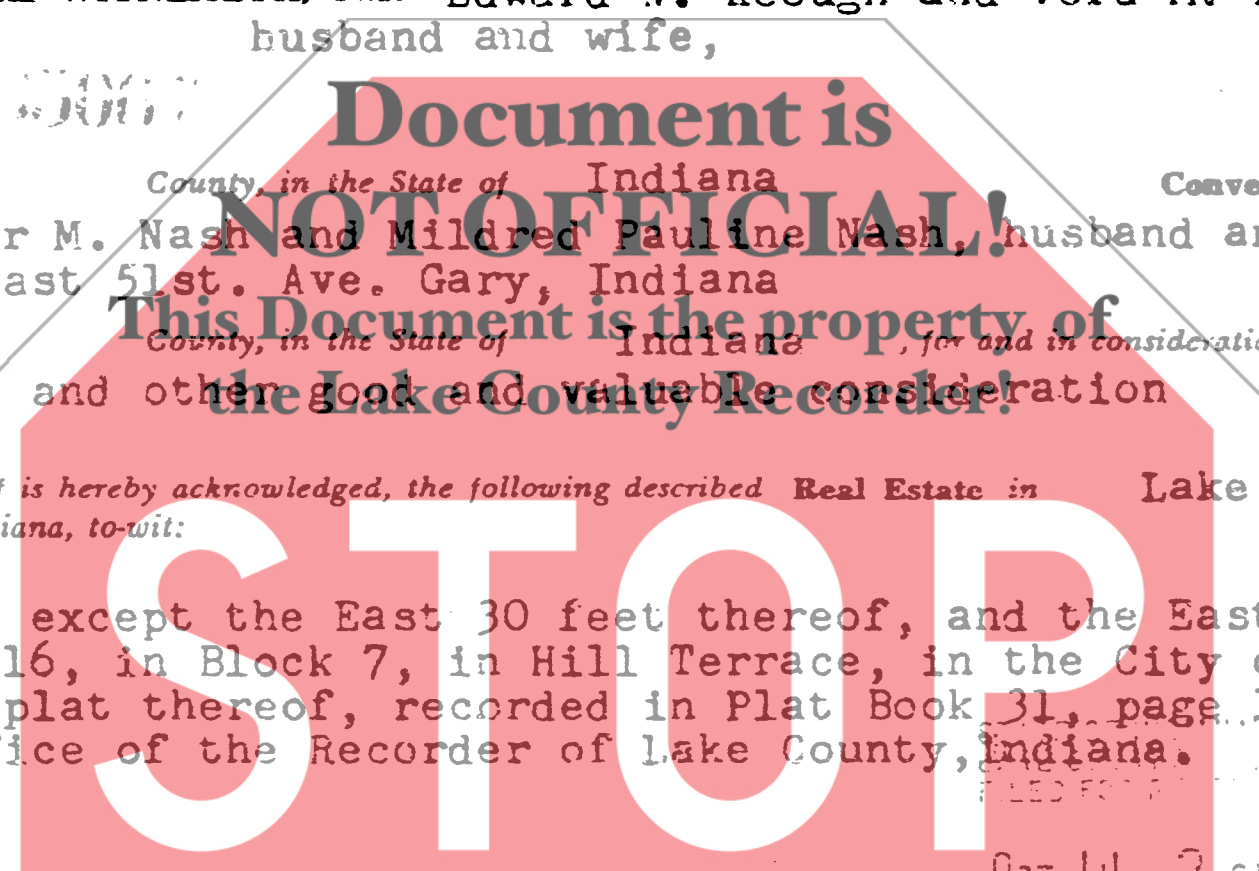 Edward W. Keough and
husband and wife,
Document is
County, in the State of Indiana Conve
NOT OFFICIAL!
r M. Nash and Mildred Pauline Nash, husband an
ast 51st. Ave. Gary, Indiana
This Document is the property of
County, in the State of Indiana , for and in consideratio
the Lake County Recorder!
and other good and valuable consideration
is hereby acknowledged, the following described Real Estate in Lake
iana, to-wit:
STOP
except the East 30 feet thereof, and the East
16, in Block 7, in Hill Terrace, in the City o
plat thereof, recorded in Plat Book 31, page
ice of the Recorder of Lake County, Indiana.